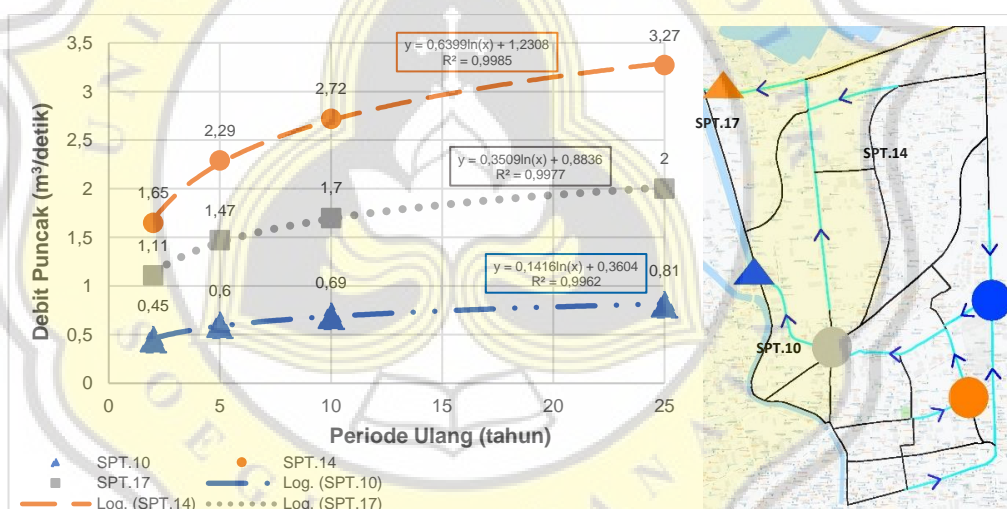 3,5
3
2,5
2
1,5
1
0,5
0
0
5
10
15
20
25
Debit Puncak (m³/detik)
Periode Ulang (tahun)
y = 0,6399ln(x) + 1,2308
R² = 0,9985
y = 0,3509ln(x) + 0,8836
R² = 0,9977
y = 0,1416ln(x) + 0,3604
R² = 0,9962
1,65
2,29
2,72
3,27
1,11
1,47
1,7
2
0,45
0,6
0,69
0,81
SPT.10
SPT.14
SPT.17
Log. (SPT.10)
Log. (SPT.14)
Log. (SPT.17)
SPT.17
SPT.14
SPT.10